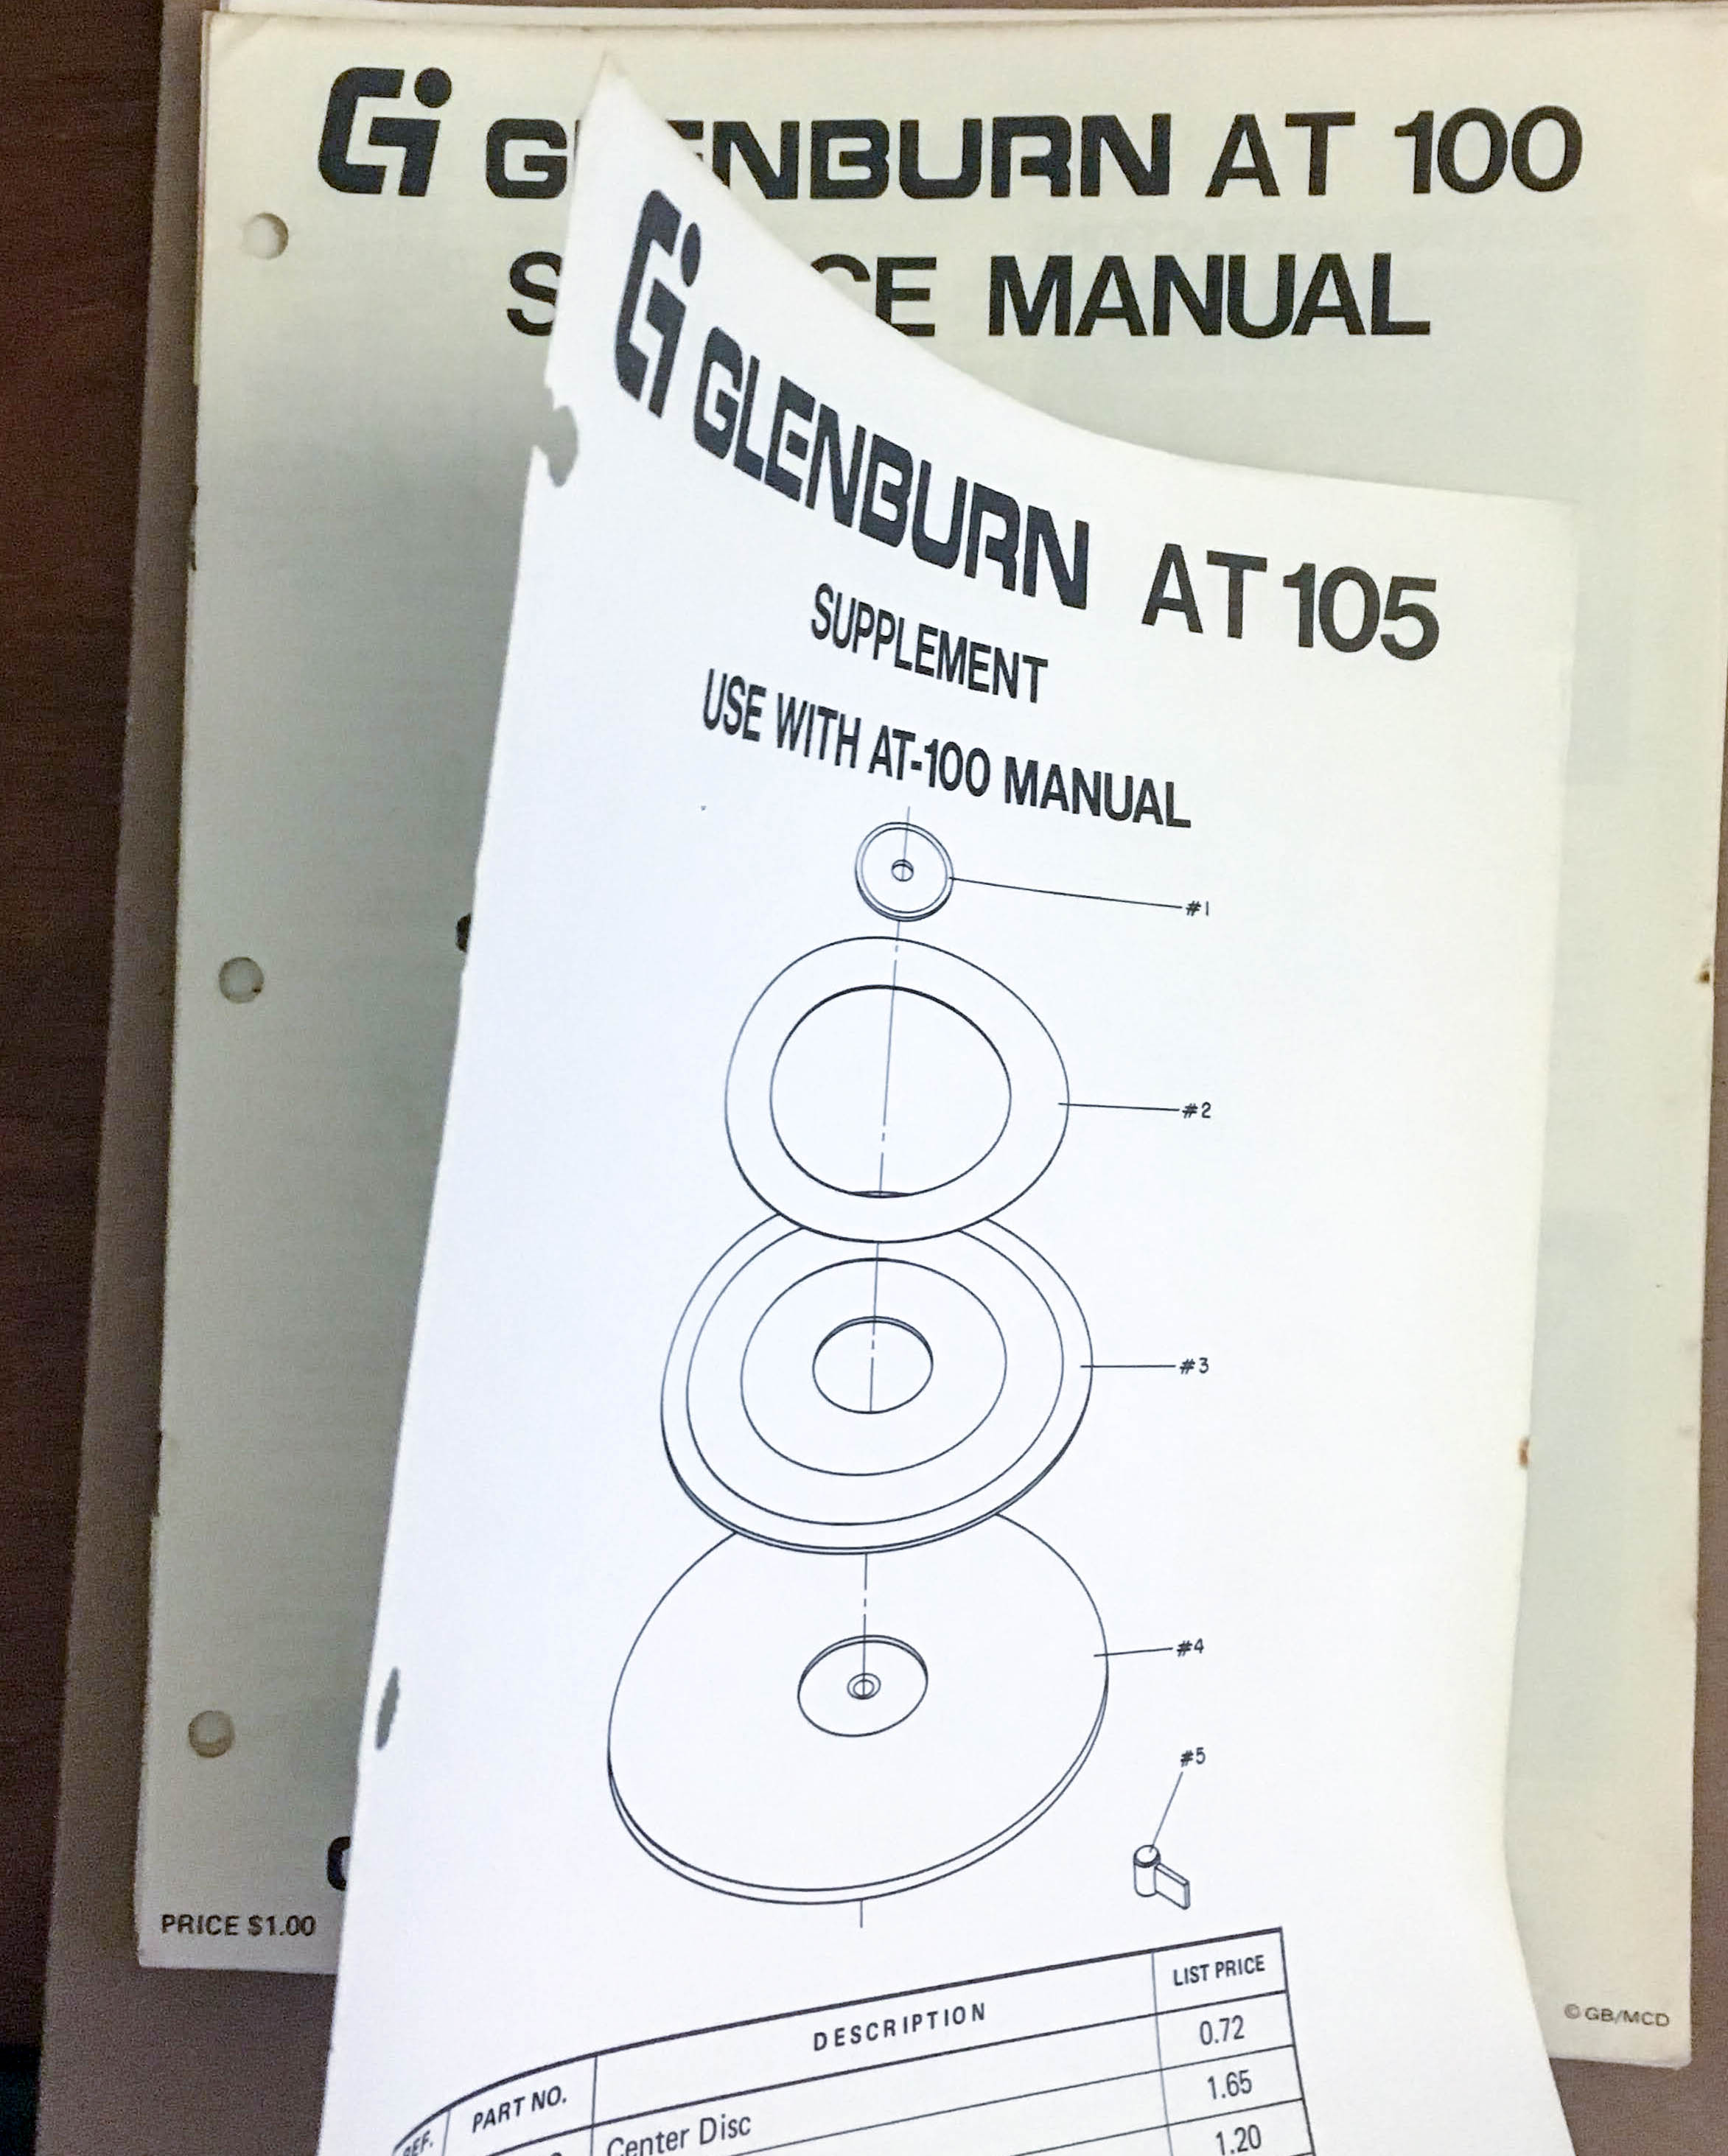 GLENBURN AT 100
MANUAL
GLENBURN AT 105
SUPPLEMENT
USE WITH AT-100 MANUAL
#1
#2
#3
#4
#5
PRICE $1.00
© GB/MCD
REF. PART NO. DESCRIPTION LIST PRICE
Center Disc 0.72
1.65
1.20